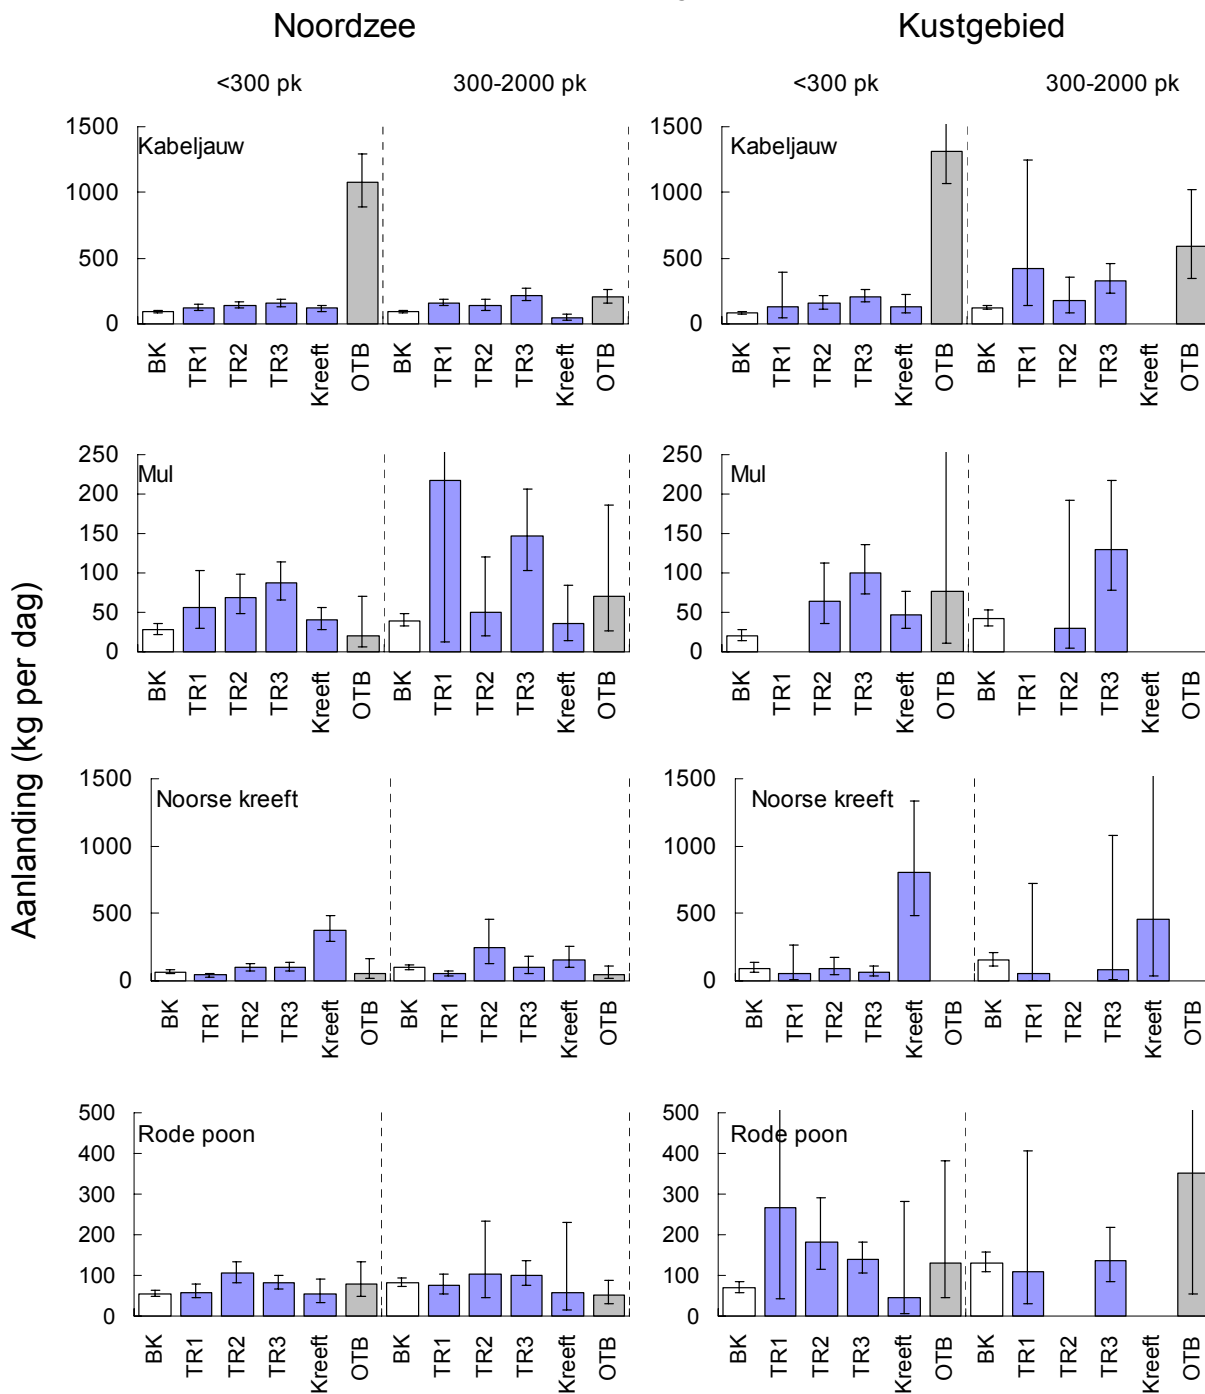 Noordzee
Kustgebied
<300 pk
300-2000 pk
<300 pk
300-2000 pk
Aanlanding (kg per dag)
1500
1000
500
0
Kabeljauw
BK
TR1
TR2
TR3
Kreeft
OTB
BK
TR1
TR2
TR3
Kreeft
OTB
1500
1000
500
0
Kabeljauw
BK
TR1
TR2
TR3
Kreeft
OTB
BK
TR1
TR2
TR3
Kreeft
OTB
250
200
150
100
50
0
Mul
BK
TR1
TR2
TR3
Kreeft
OTB
BK
TR1
TR2
TR3
Kreeft
OTB
250
200
150
100
50
0
Mul
BK
TR1
TR2
TR3
Kreeft
OTB
BK
TR1
TR2
TR3
Kreeft
OTB
1500
1000
500
0
Noorse kreeft
BK
TR1
TR2
TR3
Kreeft
OTB
BK
TR1
TR2
TR3
Kreeft
OTB
1500
1000
500
0
Noorse kreeft
BK
TR1
TR2
TR3
Kreeft
OTB
BK
TR1
TR2
TR3
Kreeft
OTB
500
400
300
200
100
0
Rode poon
BK
TR1
TR2
TR3
Kreeft
OTB
BK
TR1
TR2
TR3
Kreeft
OTB
500
400
300
200
100
0
Rode poon
BK
TR1
TR2
TR3
Kreeft
OTB
BK
TR1
TR2
TR3
Kreeft
OTB